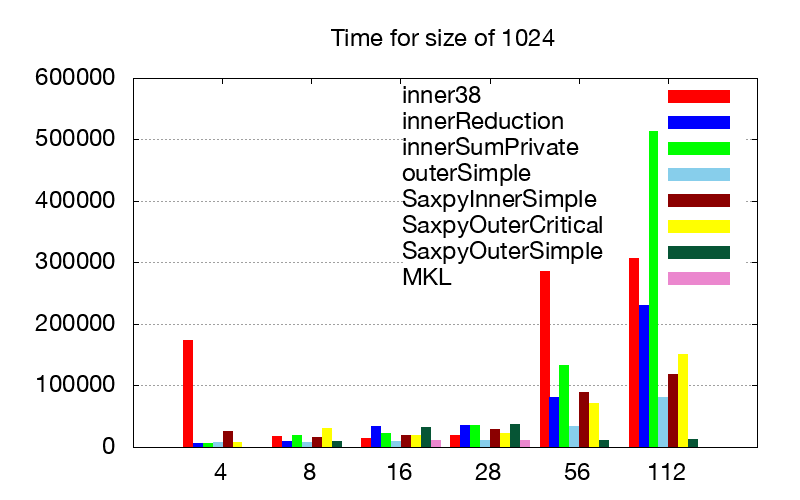 Time for size of 1024
600000
500000
400000
300000
200000
100000
0
inner38
innerReduction
innerSumPrivate
outerSimple
SaxpyInnerSimple
SaxpyOuterCritical
SaxpyOuterSimple
MKL
4 8 16 28 56 112